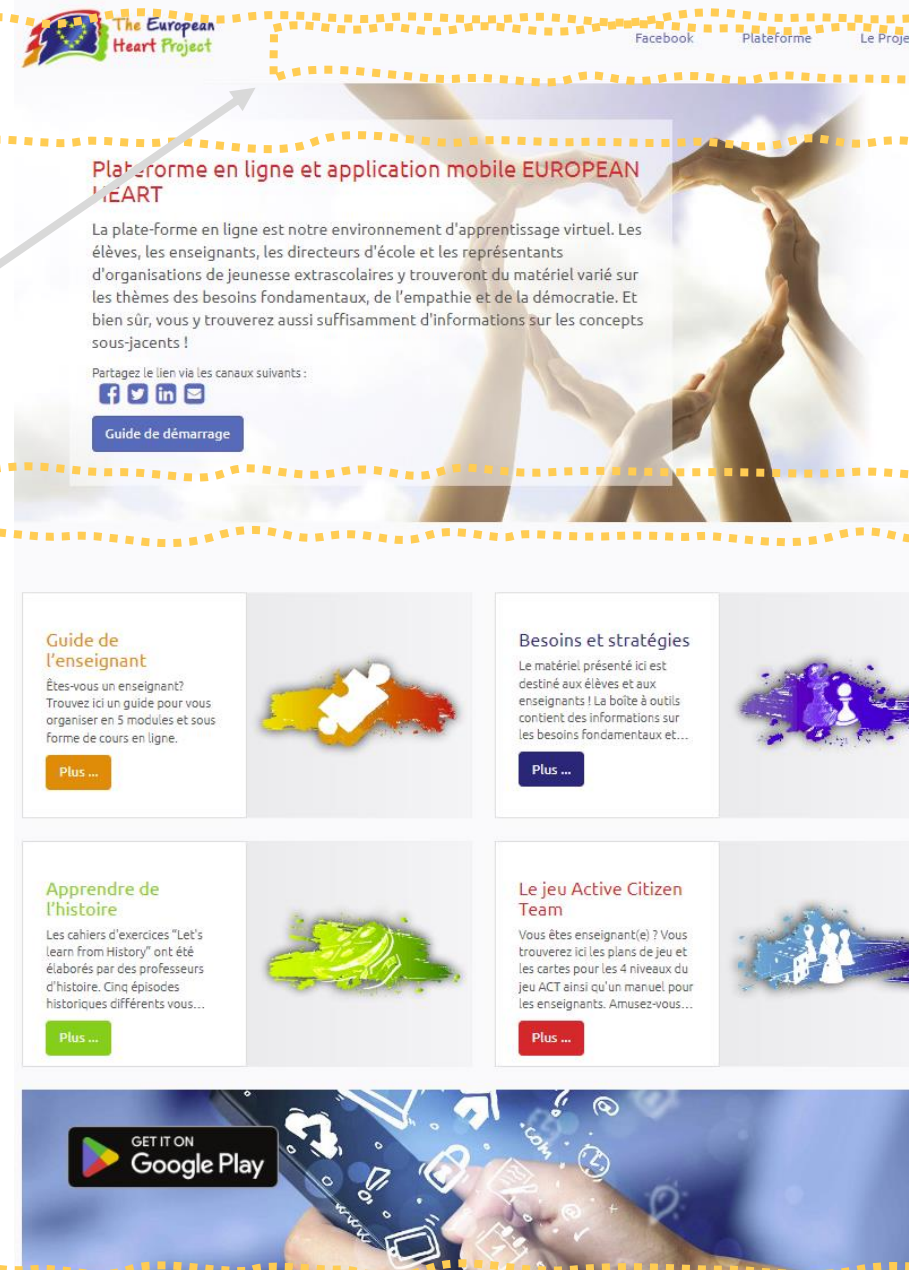 The European
Heart Project
Facebook Plateforme Le Proje
Plateforme en ligne et application mobile EUROPEAN
HEART
La plate-forme en ligne est notre environnement d'apprentissage virtuel. Les
élèves, les enseignants, les directeurs d'école et les représentants
d'organisations de jeunesse extrascolaires y trouveront du matériel varié sur
les thèmes des besoins fondamentaux, de l'empathie et de la démocratie. Et
bien sûr, vous y trouverez aussi suffisamment d'informations sur les concepts
sous-jacents !
Partagez le lien via les canaux suivants :
Guide de démarrage
Guide de
l'enseignant
Êtes-vous un enseignant?
Trouvez ici un guide pour vous
organiser en 5 modules et sous
forme de cours en ligne.
Plus ...
Besoins et stratégies
Le matériel présenté ici est
destiné aux élèves et aux
enseignants ! La boîte à outils
contient des informations sur
les besoins fondamentaux et...
Plus ...
Apprendre de
l'histoire
Les cahiers d'exercices "Let's
learn from History" ont été
élaborés par des professeurs
d'histoire. Cinq épisodes
historiques différents vous...
Plus ...
Le jeu Active Citizen
Team
Vous êtes enseignant(e) ? Vous
trouverez ici les plans de jeu et
les cartes pour les 4 niveaux du
jeu ACT ainsi qu'un manuel pour
les enseignants. Amusez-vous...
Plus ...
GET IT ON
Google Play
.com
www